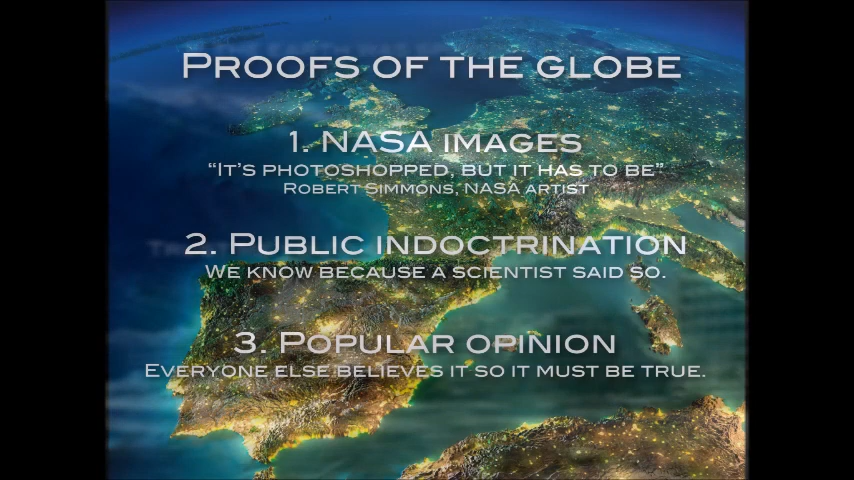 PROOFS OF THE GLOBE
1. NASA IMAGES
"IT'S PHOTOSHOPPED, BUT IT HAS TO BE"
ROBERT SIMMONS, NASA ARTIST
2. PUBLIC INDOCTRINATION
WE KNOW BECAUSE A SCIENTIST SAID SO.
3. POPULAR OPINION
EVERYONE ELSE BELIEVES IT SO IT MUST BE TRUE.